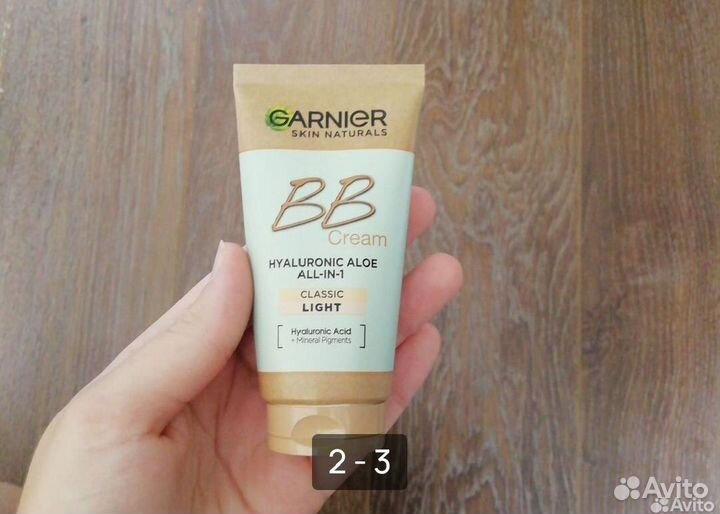 GARNIER
SKIN NATURALS
BB
Cream
HYALURONIC ALOE
ALL-IN-1
CLASSIC
LIGHT
Hyaluronic Acid
+ Mineral Pigments
2 - 3
Avito
Avito